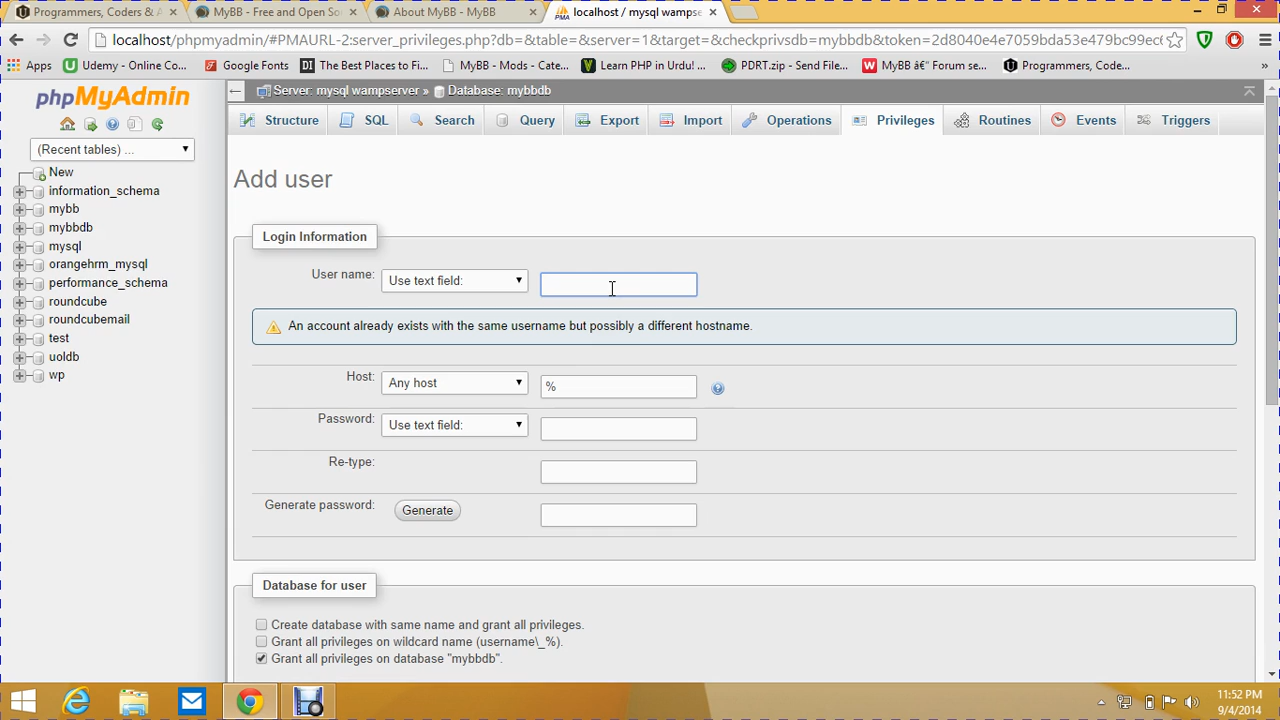 Programmers, Coders & A
MyBB - Free and Open So
About MyBB - MyBB
localhost / mysql wampse
localhost/phpmyadmin/#PMAURL-2:server_privileges.php?db=&table=&server=1&target=&checkprivsdb=mybbdb&token=2d8040e4e7059bda53e479bc99ec6
Apps
Udemy - Online Co...
Google Fonts
DI The Best Places to Fi...
MyBB - Mods - Cate...
Learn PHP in Urdu! ...
PDF1.zip - Send File...
MyBB â€" Forum se...
Programmers, Cod...
phpMyAdmin
Server: mysql wampserver » Database: mybbdb
Structure
SQL
Search
Query
Export
Import
Operations
Privileges
Routines
Events
Triggers
(Recent tables) ...
New
information_schema
mybb
mybbdb
mysql
orangehrm_mysql
performance_schema
roundcube
roundcubemail
test
uoldb
wp
Add user
Login Information
User name: Use text field:
An account already exists with the same username but possibly a different hostname.
Host: Any host %
Password: Use text field:
Re-type:
Generate password: Generate
Database for user
Create database with same name and grant all privileges.
Grant all privileges on wildcard name (username\_%).
Grant all privileges on database "mybbdb".
11:52 PM
9/4/2014